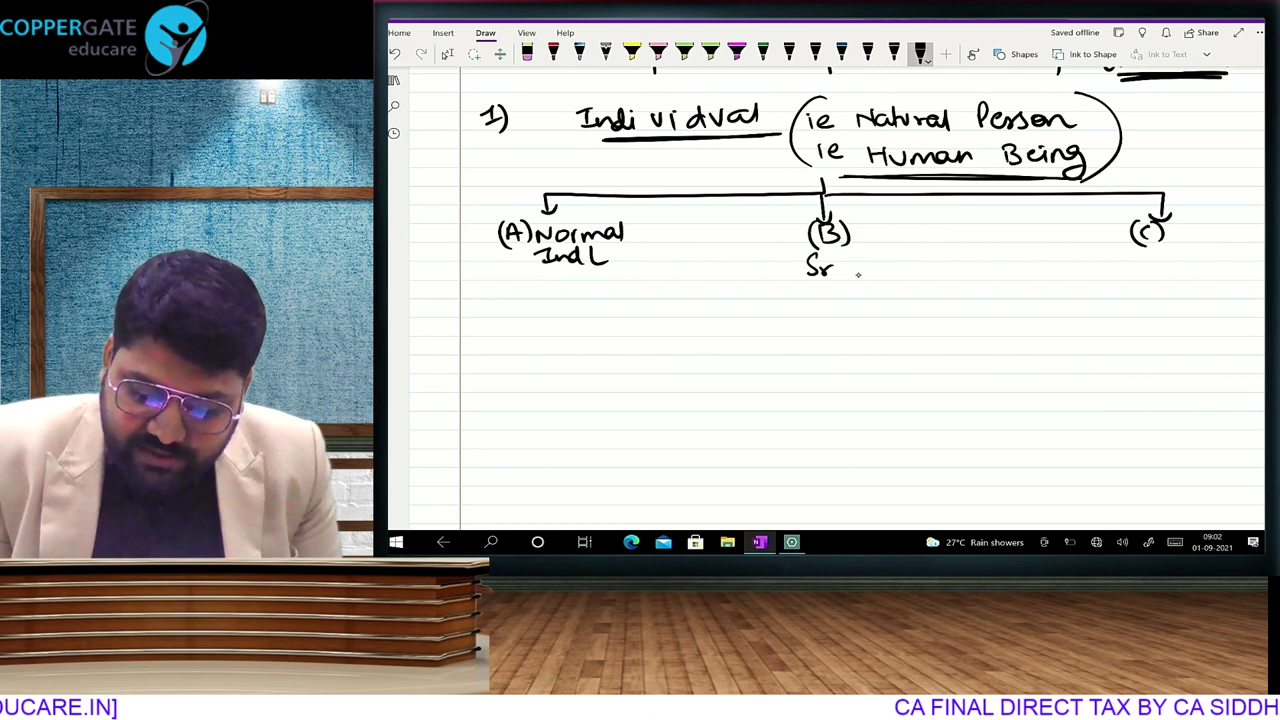 COPPERGATE
educare
Home Insert Draw View Help Saved offline Share
Shapes Ink to Shape Ink to Text
1) Individual (ie Natural Person
ie Human Being)
(A) Normal (B) (C)
Indl Sr
27°C Rain showers 09:02
01-09-2021
DUCARE.IN] CA FINAL DIRECT TAX BY CA SIDDH